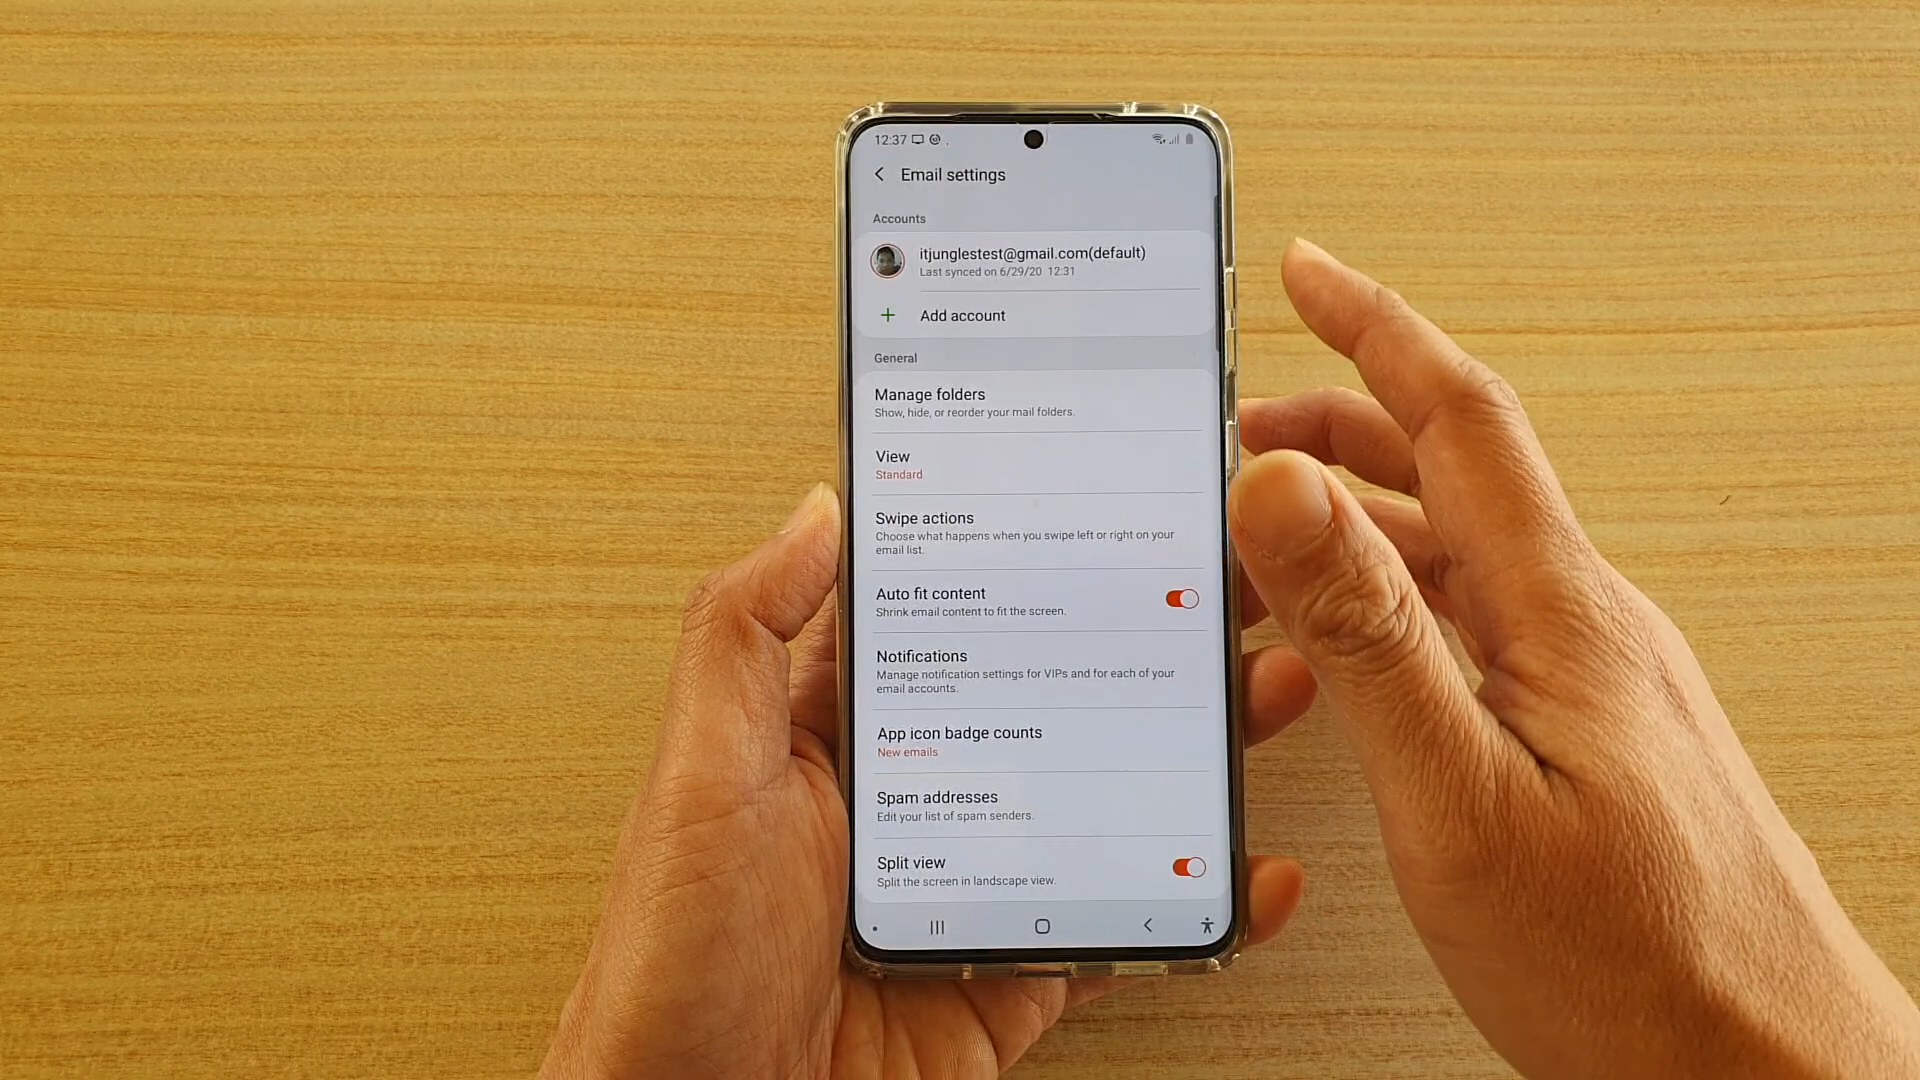 12:37
Email settings
Accounts
itjunglestest@gmail.com(default)
Last synced on 6/29/20 12:31
Add account
General
Manage folders
Show, hide, or reorder your mail folders.
View
Standard
Swipe actions
Choose what happens when you swipe left or right on your
email list.
Auto fit content
Shrink email content to fit the screen.
Notifications
Manage notification settings for VIPs and for each of your
email accounts.
App icon badge counts
New emails
Spam addresses
Edit your list of spam senders.
Split view
Split the screen in landscape view.